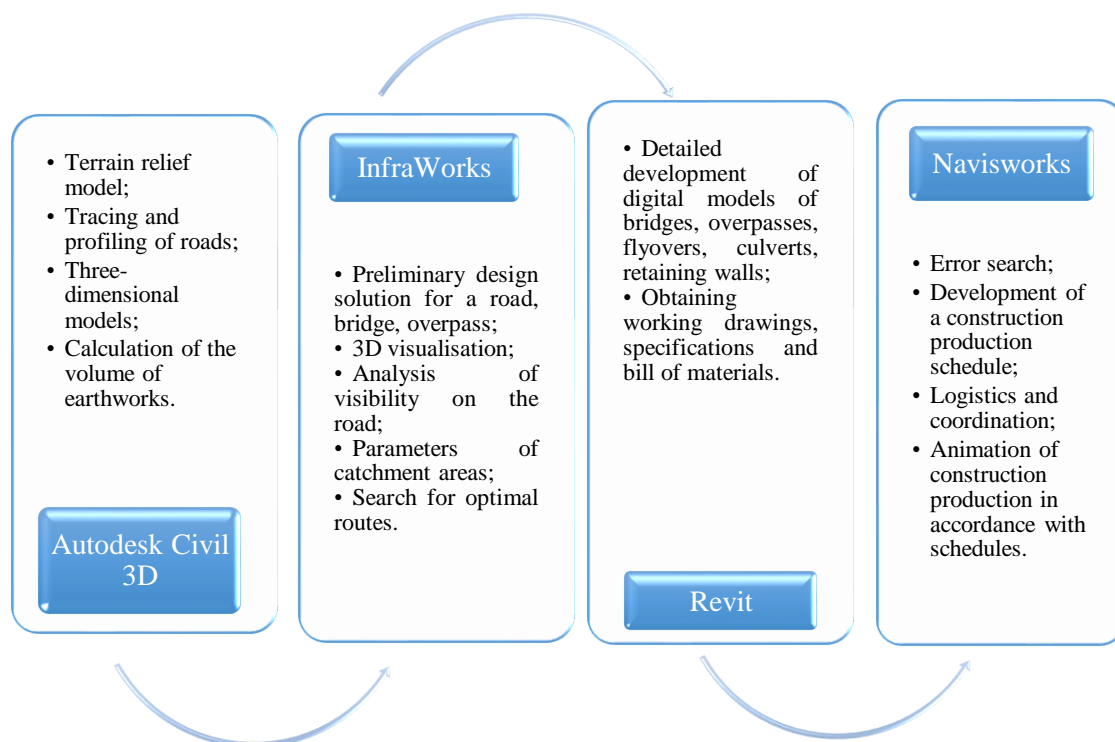 • Terrain relief
model;
• Tracing and
profiling of roads;
• Three-
dimensional
models;
• Calculation of the
volume of
earthworks.
Autodesk Civil
3D
InfraWorks
• Preliminary design
solution for a road,
bridge, overpass;
• 3D visualisation;
• Analysis of
visibility on the
road;
• Parameters of
catchment areas;
• Search for optimal
routes.
• Detailed
development of
digital models of
bridges, overpasses,
flyovers, culverts,
retaining walls;
• Obtaining
working drawings,
specifications and
bill of materials.
Revit
Navisworks
• Error search;
• Development of
a construction
production
schedule;
• Logistics and
coordination;
• Animation of
construction
production in
accordance with
schedules.